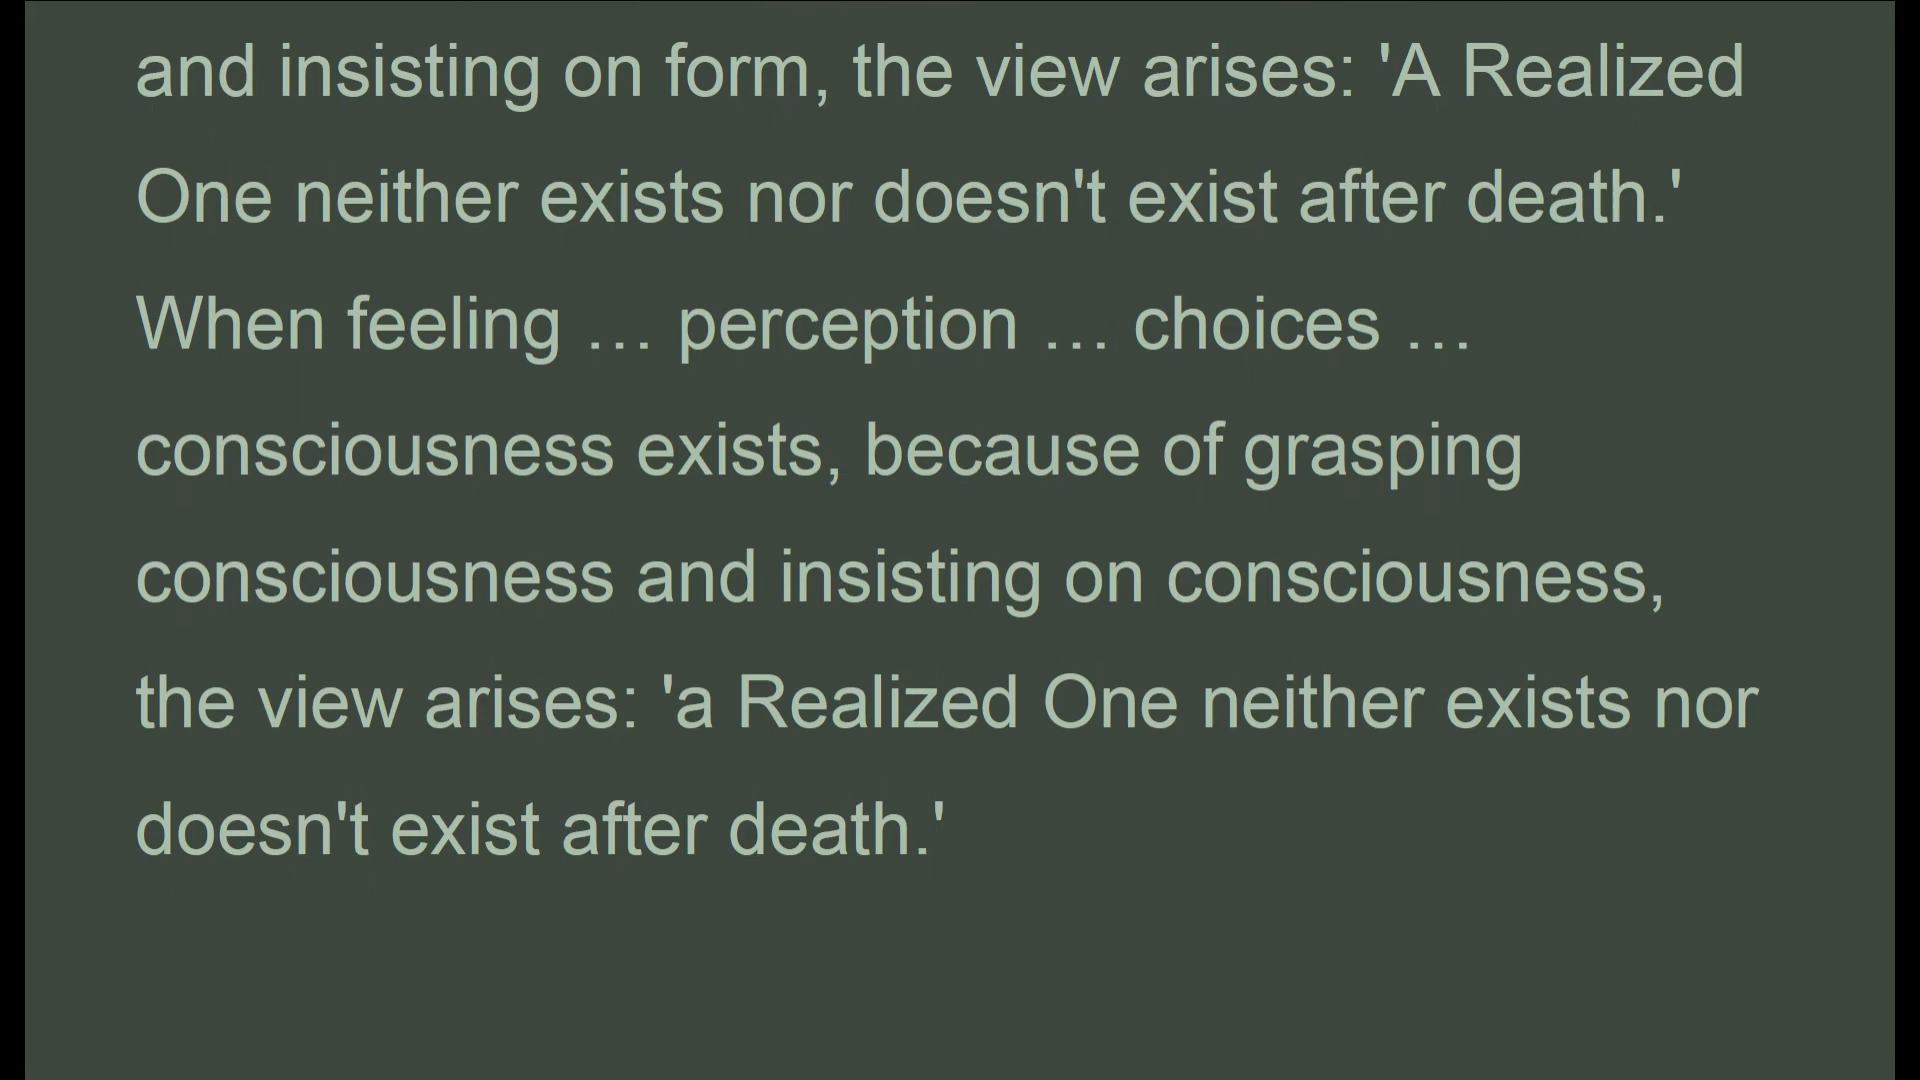 and insisting on form, the view arises: 'A Realized
One neither exists nor doesn't exist after death.'
When feeling … perception … choices …
consciousness exists, because of grasping
consciousness and insisting on consciousness,
the view arises: 'a Realized One neither exists nor
doesn't exist after death.'